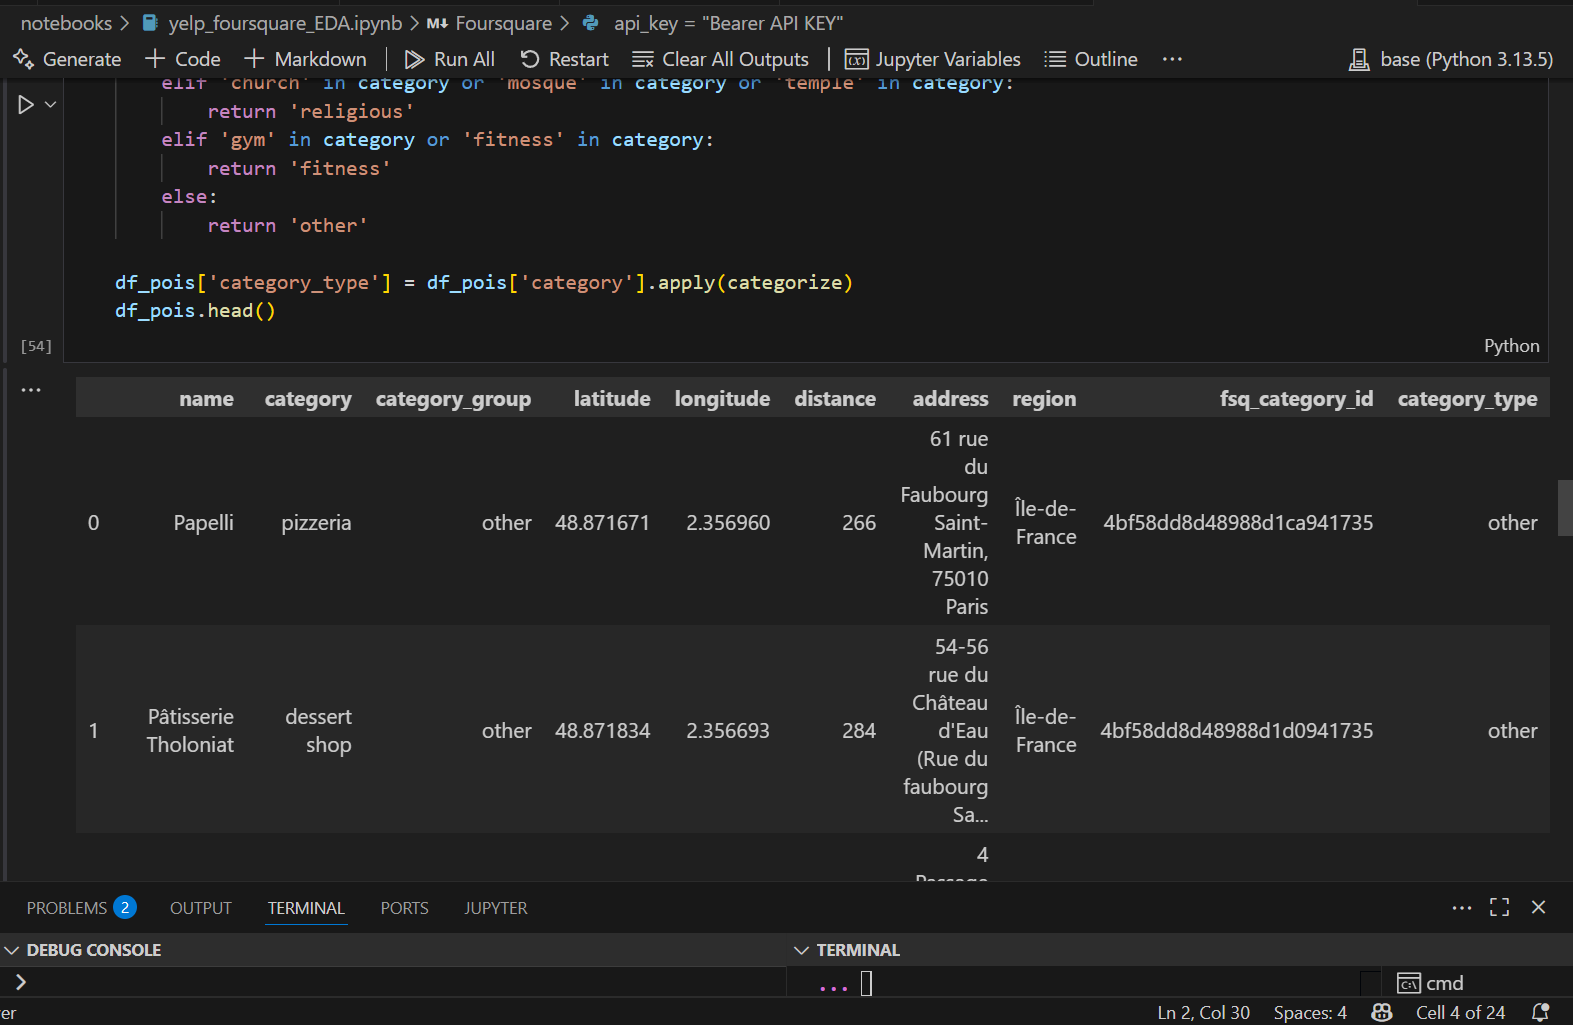 notebooks > yelp_foursquare_EDA.ipynb > M↓ Foursquare > api_key = "Bearer API KEY"
Generate + Code + Markdown | Run All Restart Clear All Outputs | Jupyter Variables Outline ··· base (Python 3.13.5)
elif 'church' in category or 'mosque' in category or 'temple' in category:
return 'religious'
elif 'gym' in category or 'fitness' in category:
return 'fitness'
else:
return 'other'
df_pois['category_type'] = df_pois['category'].apply(categorize)
df_pois.head()
[54] Python
···
name category category_group latitude longitude distance address region fsq_category_id category_type
0 Papelli pizzeria other 48.871671 2.356960 266 61 rue du Faubourg Saint-Martin, 75010 Paris Île-de-France 4bf58dd8d48988d1ca941735 other
1 Pâtisserie Tholoniat dessert shop other 48.871834 2.356693 284 54-56 rue du Château d'Eau (Rue du faubourg Sa... Île-de-France 4bf58dd8d48988d1d0941735 other
4
Passage
PROBLEMS 2 OUTPUT TERMINAL PORTS JUPYTER ···
DEBUG CONSOLE TERMINAL
> ... cmd
er Ln 2, Col 30 Spaces: 4 Cell 4 of 24